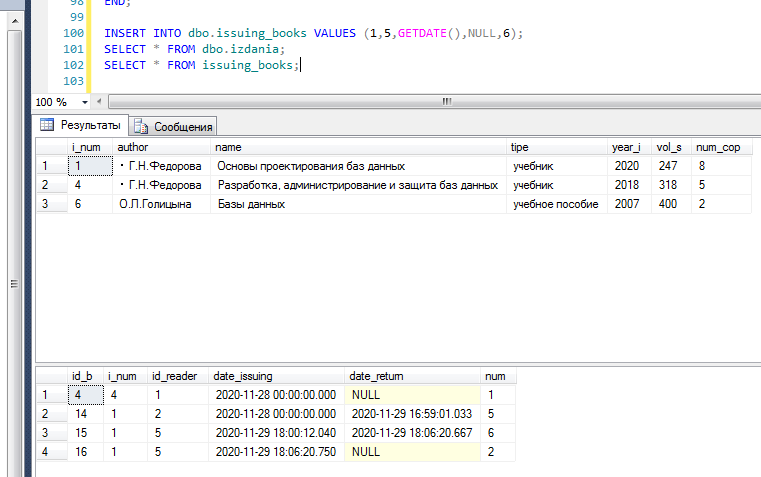 98 END;
99
100 INSERT INTO dbo.issuing_books VALUES (1,5,GETDATE(),NULL,6);
101 SELECT * FROM dbo.izdania;
102 SELECT * FROM issuing_books;
103
100 %
Результаты Сообщения
i_num author name tipe year_i vol_s num_cop
1 1 · Г.Н.Федорова Основы проектирования баз данных учебник 2020 247 8
2 4 · Г.Н.Федорова Разработка, администрирование и защита баз данных учебник 2018 318 5
3 6 О.Л.Голицына Базы данных учебное пособие 2007 400 2
id_b i_num id_reader date_issuing date_return num
1 4 4 1 2020-11-28 00:00:00.000 NULL 1
2 14 1 2 2020-11-28 00:00:00.000 2020-11-29 16:59:01.033 5
3 15 1 5 2020-11-29 18:00:12.040 2020-11-29 18:06:20.667 6
4 16 1 5 2020-11-29 18:06:20.750 NULL 2